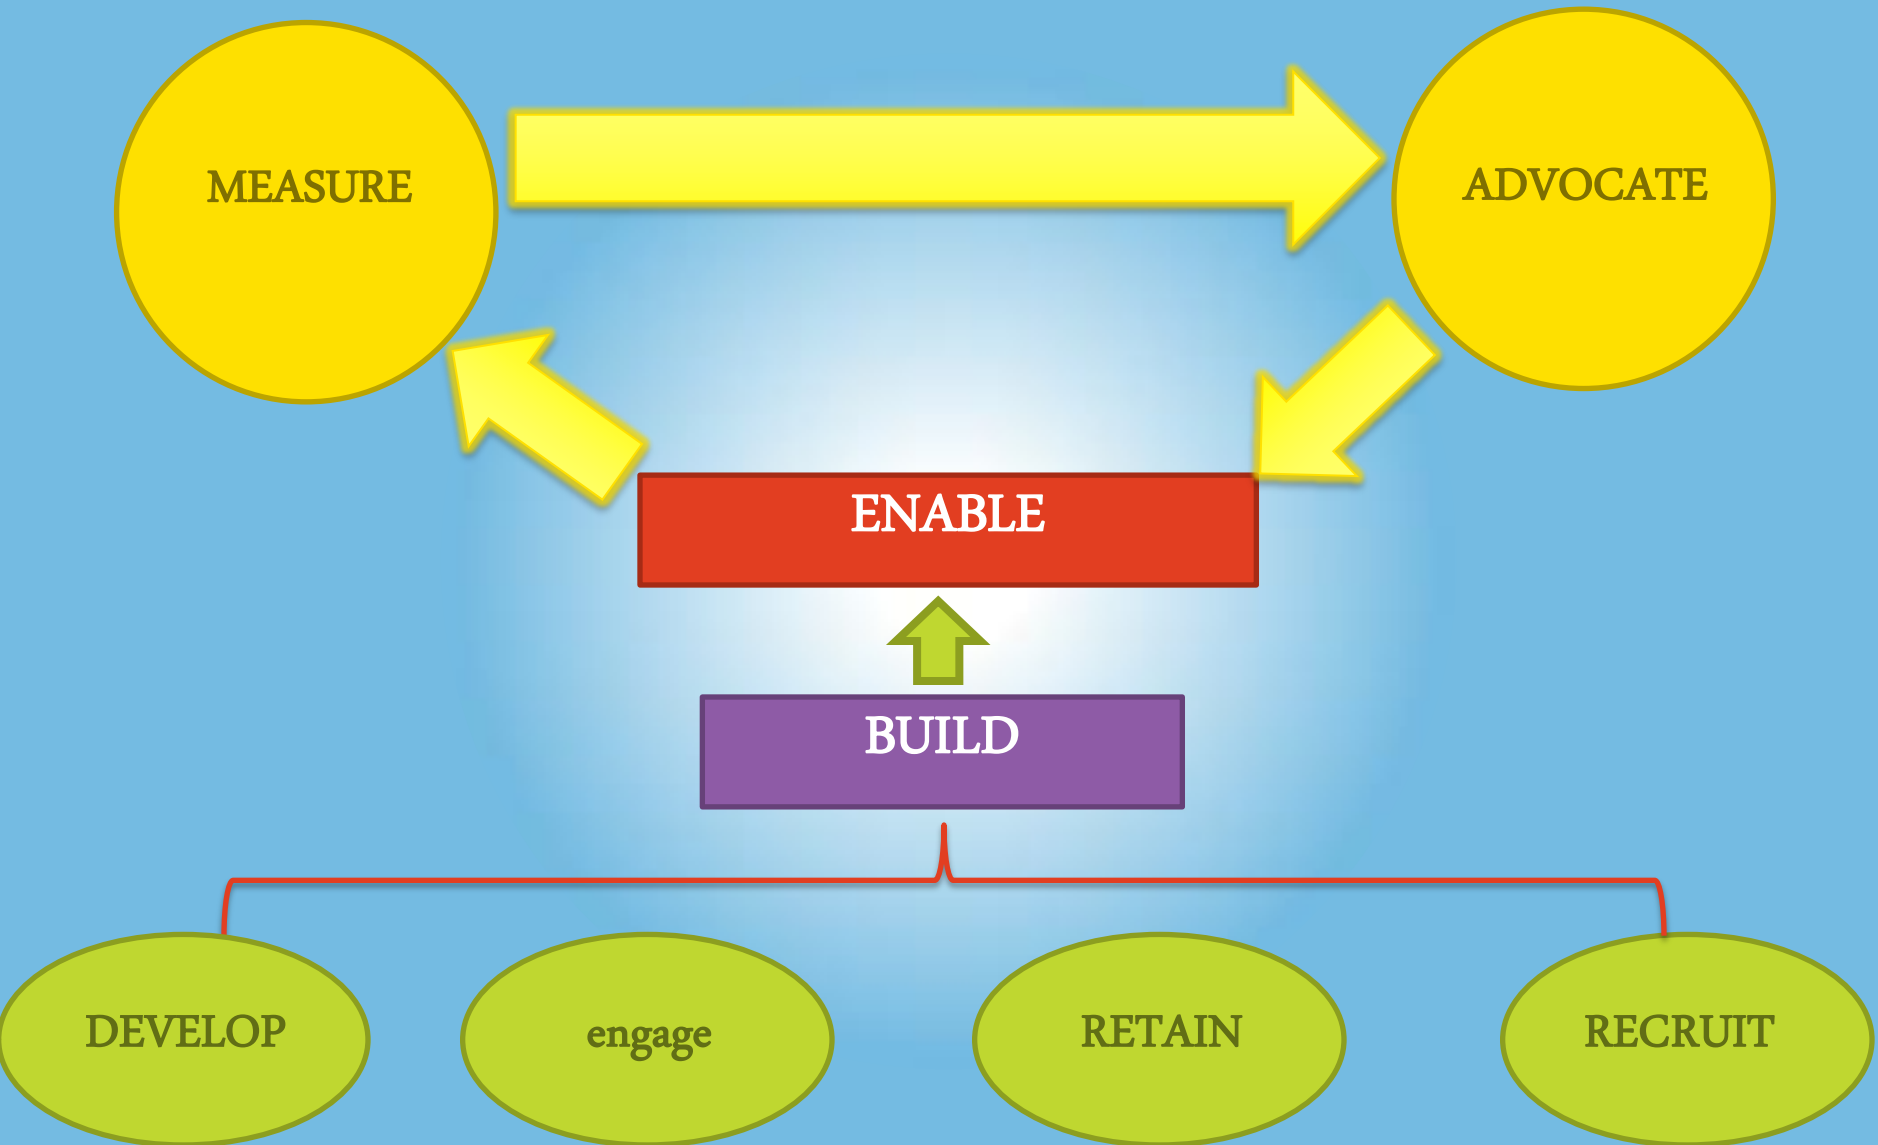 MEASURE
ADVOCATE
ENABLE
BUILD
DEVELOP
engage
RETAIN
RECRUIT